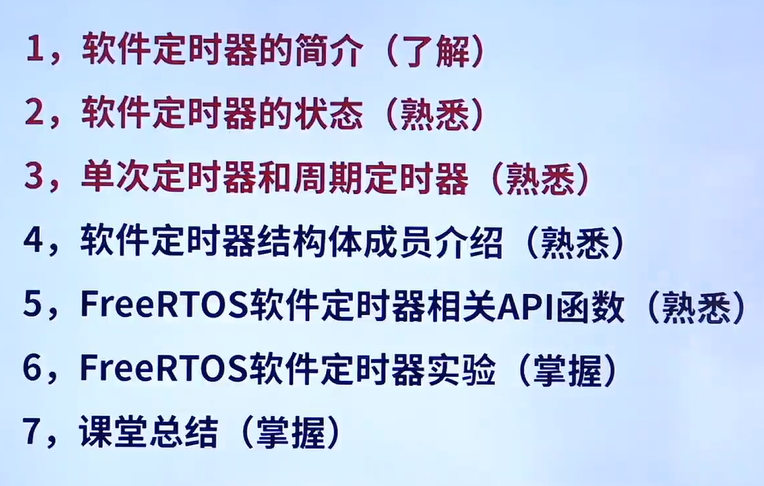 1，软件定时器的简介（了解）
2，软件定时器的状态（熟悉）
3，单次定时器和周期定时器（熟悉）
4，软件定时器结构体成员介绍（熟悉）
5，FreeRTOS软件定时器相关API函数（熟悉）
6，FreeRTOS软件定时器实验（掌握）
7，课堂总结（掌握）